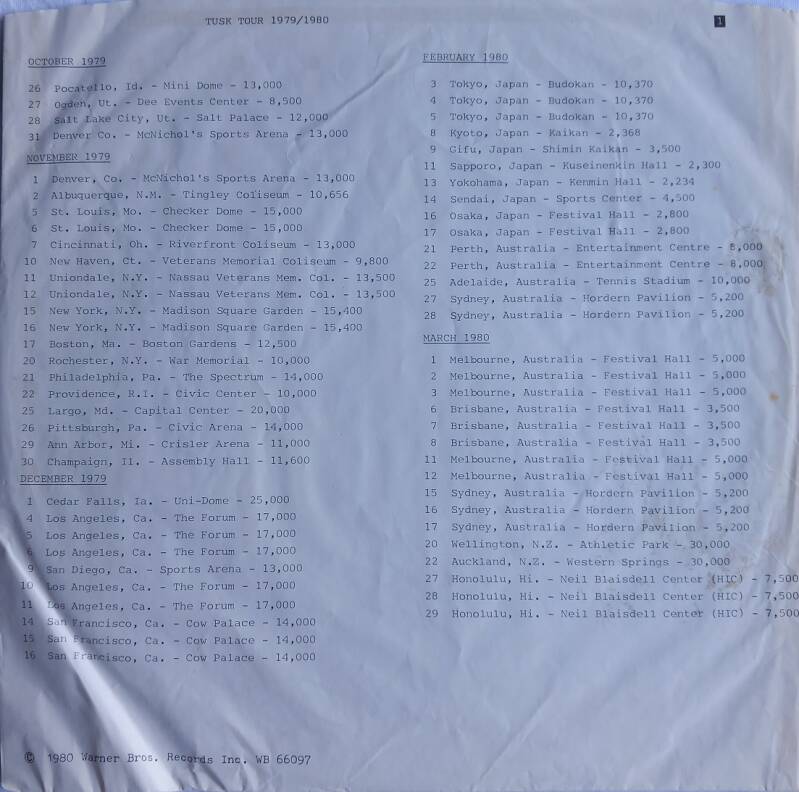 TUSK TOUR 1979/1980
1
OCTOBER 1979
26 Pocatello, Id. - Mini Dome - 13,000
27 Ogden, Ut. - Dee Events Center - 8,500
28 Salt Lake City, Ut. - Salt Palace - 12,000
31 Denver Co. - McNichol's Sports Arena - 13,000
NOVEMBER 1979
1 Denver, Co. - McNichol's Sports Arena - 13,000
2 Albuquerque, N.M. - Tingley Coliseum - 10,656
5 St. Louis, Mo. - Checker Dome - 15,000
6 St. Louis, Mo. - Checker Dome - 15,000
7 Cincinnati, Oh. - Riverfront Coliseum - 13,000
10 New Haven, Ct. - Veterans Memorial Coliseum - 9,800
11 Uniondale, N.Y. - Nassau Veterans Mem. Col. - 13,500
12 Uniondale, N.Y. - Nassau Veterans Mem. Col. - 13,500
15 New York, N.Y. - Madison Square Garden - 15,400
16 New York, N.Y. - Madison Square Garden - 15,400
17 Boston, Ma. - Boston Gardens - 12,500
20 Rochester, N.Y. - War Memorial - 10,000
21 Philadelphia, Pa. - The Spectrum - 14,000
22 Providence, R.I. - Civic Center - 10,000
25 Largo, Md. - Capital Center - 20,000
26 Pittsburgh, Pa. - Civic Arena - 14,000
29 Ann Arbor, Mi. - Crisler Arena - 11,000
30 Champaign, Il. - Assembly Hall - 11,600
DECEMBER 1979
1 Cedar Falls, Ia. - Uni-Dome - 25,000
4 Los Angeles, Ca. - The Forum - 17,000
5 Los Angeles, Ca. - The Forum - 17,000
6 Los Angeles, Ca. - The Forum - 17,000
9 San Diego, Ca. - Sports Arena - 13,000
10 Los Angeles, Ca. - The Forum - 17,000
11 Los Angeles, Ca. - The Forum - 17,000
14 San Francisco, Ca. - Cow Palace - 14,000
15 San Francisco, Ca. - Cow Palace - 14,000
16 San Francisco, Ca. - Cow Palace - 14,000
FEBRUARY 1980
3 Tokyo, Japan - Budokan - 10,370
4 Tokyo, Japan - Budokan - 10,370
5 Tokyo, Japan - Budokan - 10,370
8 Kyoto, Japan - Kaikan - 2,368
9 Gifu, Japan - Shimin Kaikan - 3,500
11 Sapporo, Japan - Kuseinenkin Hall - 2,300
13 Yokohama, Japan - Kenmin Hall - 2,234
14 Sendai, Japan - Sports Center - 4,500
16 Osaka, Japan - Festival Hall - 2,800
17 Osaka, Japan - Festival Hall - 2,800
21 Perth, Australia - Entertainment Centre - 8,000
22 Perth, Australia - Entertainment Centre - 8,000
25 Adelaide, Australia - Tennis Stadium - 10,000
27 Sydney, Australia - Hordern Pavilion - 5,200
28 Sydney, Australia - Hordern Pavilion - 5,200
MARCH 1980
1 Melbourne, Australia - Festival Hall - 5,000
2 Melbourne, Australia - Festival Hall - 5,000
3 Melbourne, Australia - Festival Hall - 5,000
6 Brisbane, Australia - Festival Hall - 3,500
7 Brisbane, Australia - Festival Hall - 3,500
8 Brisbane, Australia - Festival Hall - 3,500
11 Melbourne, Australia - Festival Hall - 5,000
12 Melbourne, Australia - Festival Hall - 5,000
15 Sydney, Australia - Hordern Pavilion - 5,200
16 Sydney, Australia - Hordern Pavilion - 5,200
17 Sydney, Australia - Hordern Pavilion - 5,200
20 Wellington, N.Z. - Athletic Park - 30,000
22 Auckland, N.Z. - Western Springs - 30,000
27 Honolulu, Hi. - Neil Blaisdell Center (HIC) - 7,500
28 Honolulu, Hi. - Neil Blaisdell Center (HIC) - 7,500
29 Honolulu, Hi. - Neil Blaisdell Center (HIC) - 7,500
© 1980 Warner Bros. Records Inc. WB 66097